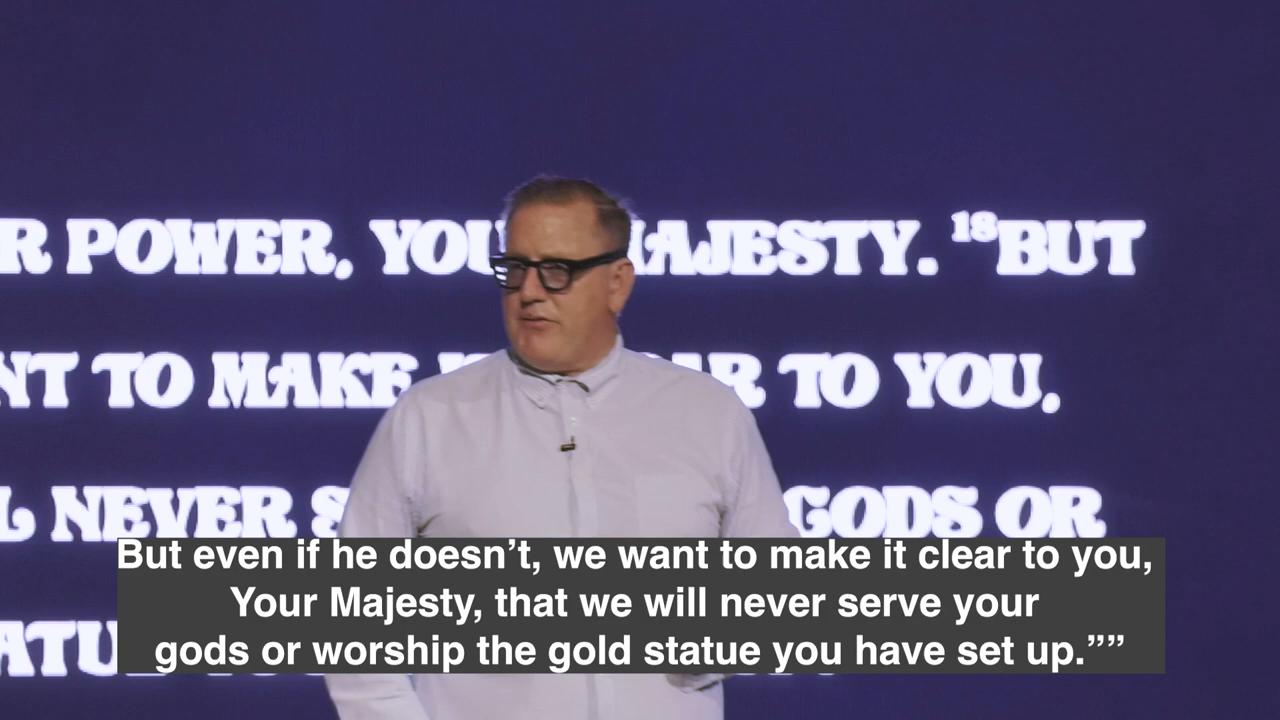 R POWER, YOU MAJESTY. ¹⁸BUT
NT TO MAKE TO YOU,
L NEVER GODS OR
But even if he doesn’t, we want to make it clear to you,
Your Majesty, that we will never serve your
gods or worship the gold statue you have set up.””